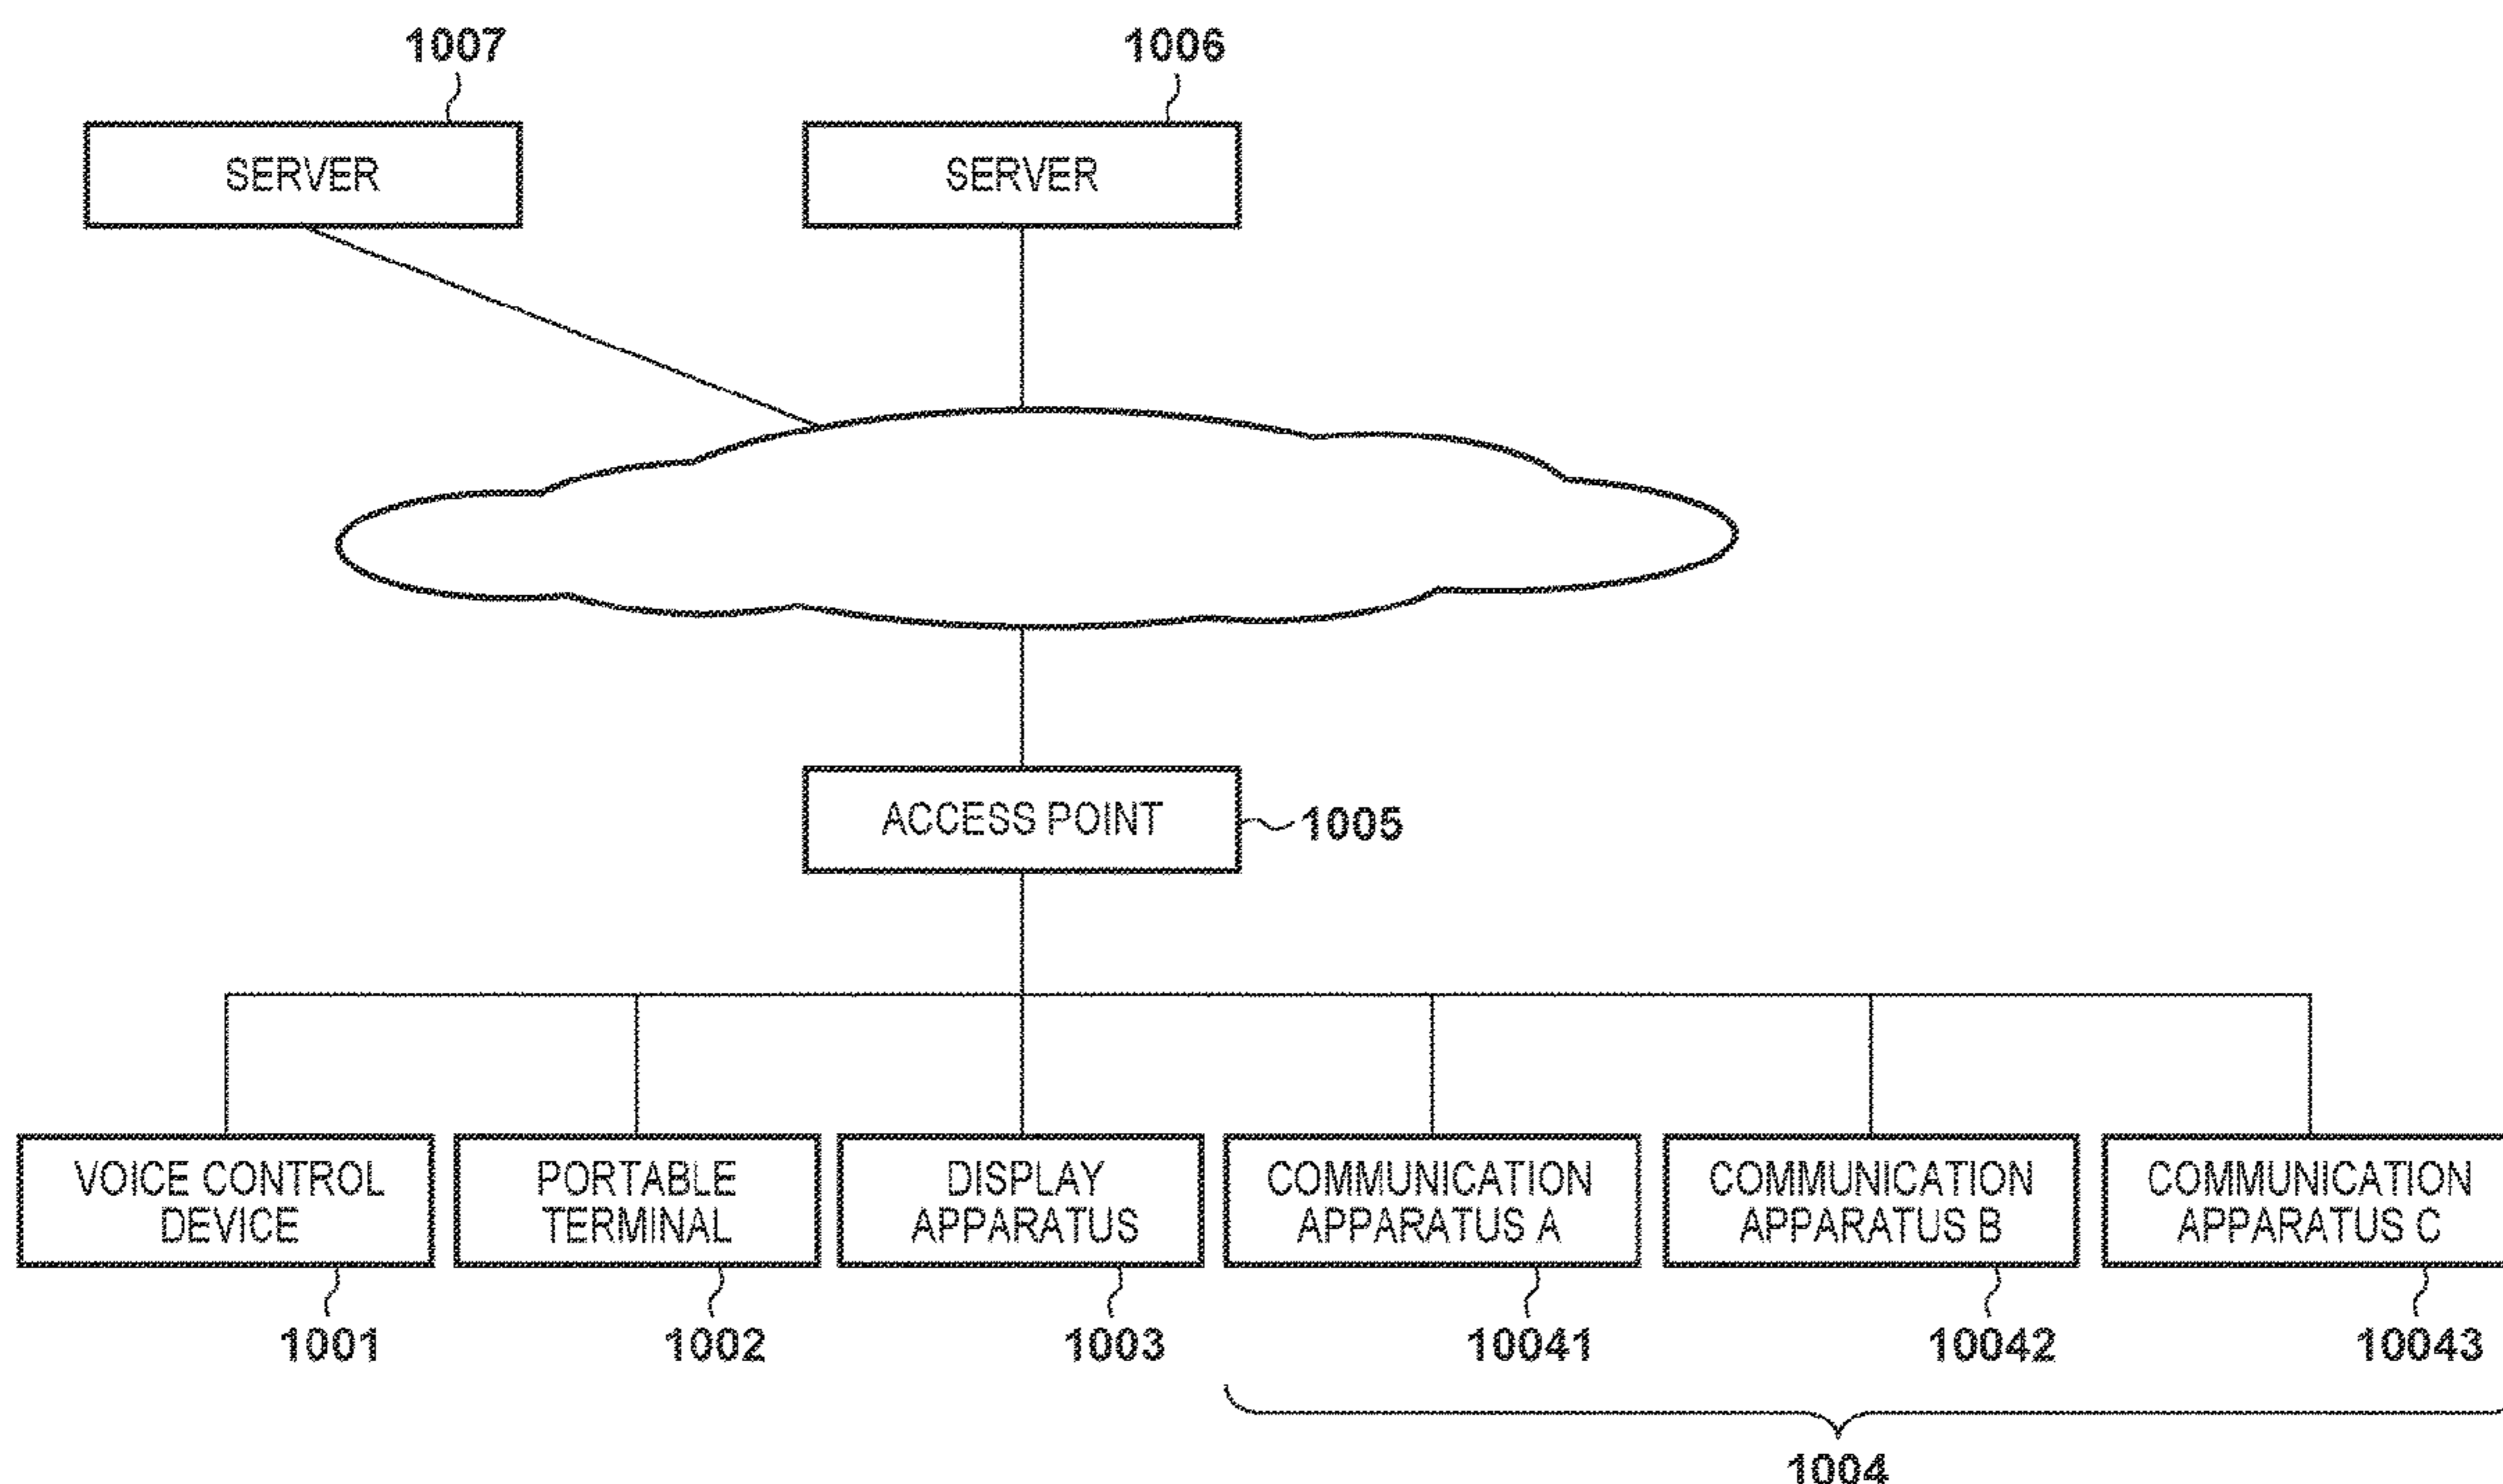 1007
1006
SERVER
SERVER
ACCESS POINT
1005
VOICE CONTROL
DEVICE
PORTABLE
TERMINAL
DISPLAY
APPARATUS
COMMUNICATION
APPARATUS A
COMMUNICATION
APPARATUS B
COMMUNICATION
APPARATUS C
1001
1002
1003
10041
10042
10043
1004